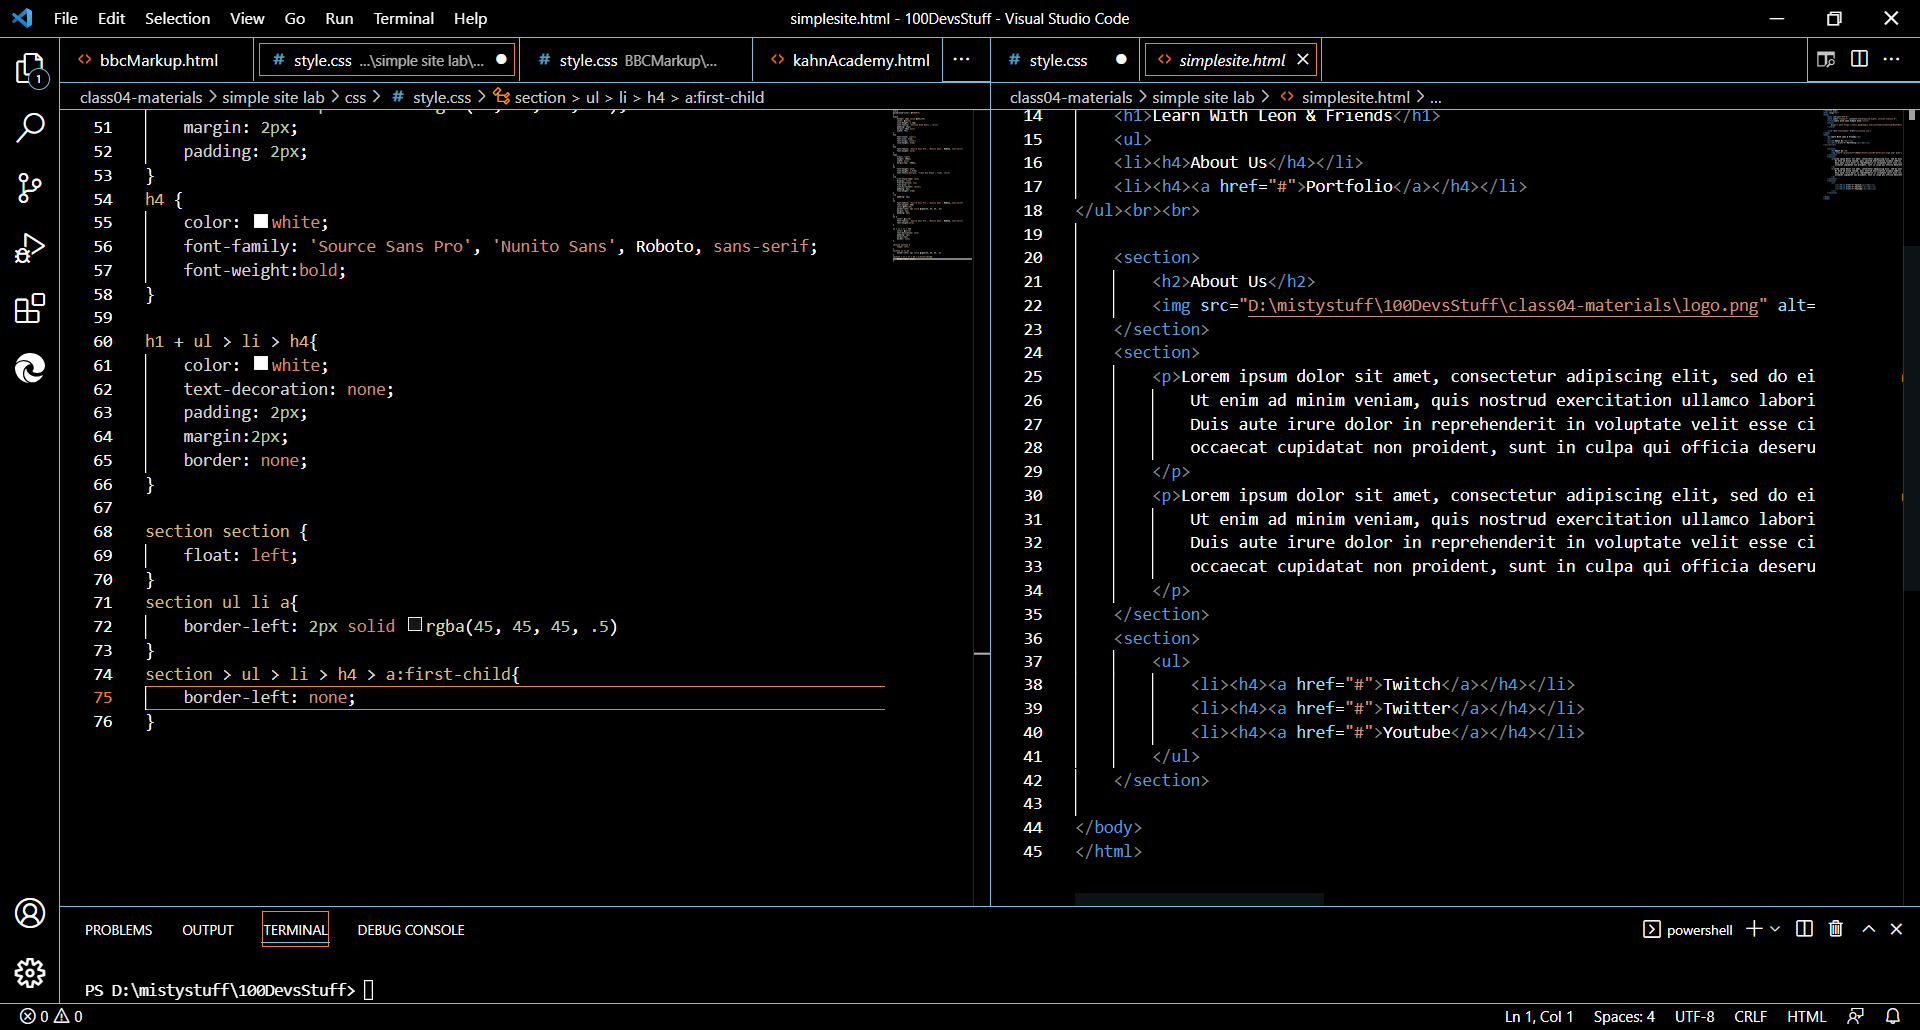 File Edit Selection View Go Run Terminal Help simplesite.html - 100DevsStuff - Visual Studio Code
bbcMarkup.html # style.css ...\simple site lab\... # style.css BBCMarkup\... kahnAcademy.html ... # style.css simplesite.html
class04-materials > simple site lab > css > # style.css > section > ul > li > h4 > a:first-child
class04-materials > simple site lab > simplesite.html > ...
1
51 margin: 2px;
52 padding: 2px;
53 }
54 h4 {
55 color: white;
56 font-family: 'Source Sans Pro', 'Nunito Sans', Roboto, sans-serif;
57 font-weight:bold;
58 }
59
60 h1 + ul > li > h4{
61 color: white;
62 text-decoration: none;
63 padding: 2px;
64 margin:2px;
65 border: none;
66 }
67
68 section section {
69 float: left;
70 }
71 section ul li a{
72 border-left: 2px solid rgba(45, 45, 45, .5)
73 }
74 section > ul > li > h4 > a:first-child{
75 border-left: none;
76 }
14 <h1>Learn With Leon & Friends</h1>
15 <ul>
16 <li><h4>About Us</h4></li>
17 <li><h4><a href="#">Portfolio</a></h4></li>
18 </ul><br><br>
19
20 <section>
21 <h2>About Us</h2>
22 <img src="D:\mistystuff\100DevsStuff\class04-materials\logo.png" alt=
23 </section>
24 <section>
25 <p>Lorem ipsum dolor sit amet, consectetur adipiscing elit, sed do ei
26 Ut enim ad minim veniam, quis nostrud exercitation ullamco labori
27 Duis aute irure dolor in reprehenderit in voluptate velit esse ci
28 occaecat cupidatat non proident, sunt in culpa qui officia deseru
29 </p>
30 <p>Lorem ipsum dolor sit amet, consectetur adipiscing elit, sed do ei
31 Ut enim ad minim veniam, quis nostrud exercitation ullamco labori
32 Duis aute irure dolor in reprehenderit in voluptate velit esse ci
33 occaecat cupidatat non proident, sunt in culpa qui officia deseru
34 </p>
35 </section>
36 <section>
37 <ul>
38 <li><h4><a href="#">Twitch</a></h4></li>
39 <li><h4><a href="#">Twitter</a></h4></li>
40 <li><h4><a href="#">Youtube</a></h4></li>
41 </ul>
42 </section>
43
44 </body>
45 </html>
PROBLEMS OUTPUT TERMINAL DEBUG CONSOLE powershell
PS D:\mistystuff\100DevsStuff>
0 0 Ln 1, Col 1 Spaces: 4 UTF-8 CRLF HTML